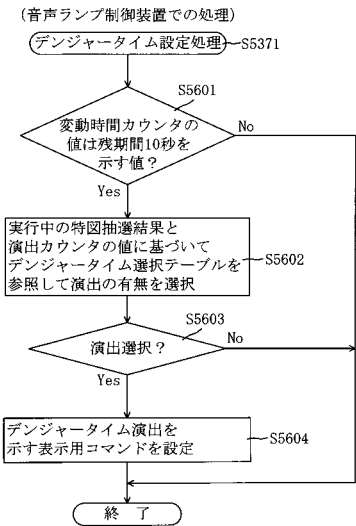 (音声ランプ制御装置での処理)
デンジャータイム設定処理
S5371
S5601
変動時間カウンタの
値は残期間10秒を
示す値?
No
Yes
実行中の特図抽選結果と
演出カウンタの値に基づいて
デンジャータイム選択テーブルを
参照して演出の有無を選択
S5602
S5603
演出選択?
No
Yes
デンジャータイム演出を
示す表示用コマンドを設定
S5604
終 了